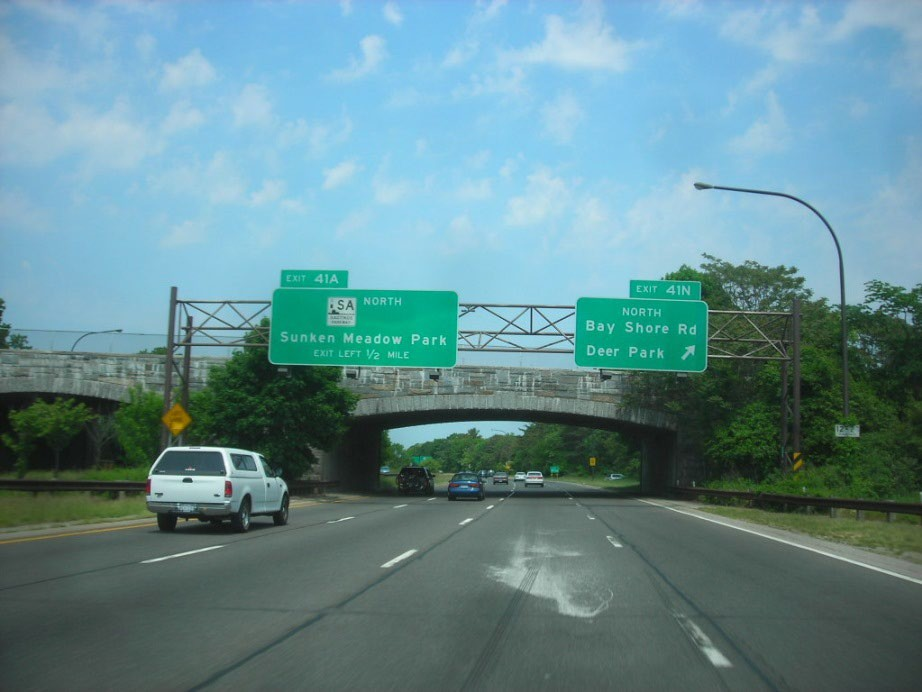 EXIT 41A
SA
NORTH
Sunken Meadow Park
EXIT LEFT 1/2 MILE
EXIT 41N
NORTH
Bay Shore Rd
Deer Park